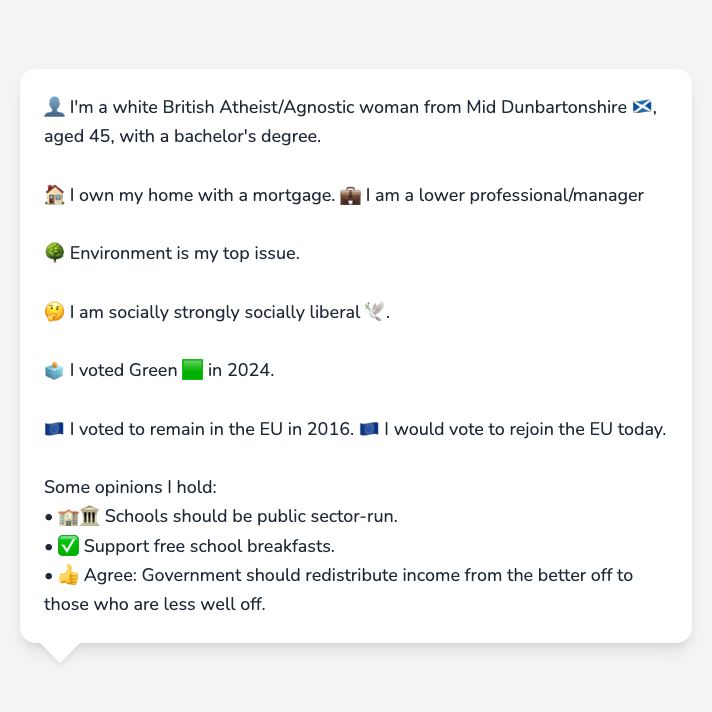 👤 I'm a white British Atheist/Agnostic woman from Mid Dunbartonshire 🏴󠁧󠁢󠁳󠁣󠁴󠁿,
aged 45, with a bachelor's degree.
🏠 I own my home with a mortgage. 💼 I am a lower professional/manager
🌳 Environment is my top issue.
🤔 I am socially strongly socially liberal 🕊️.
🗳️ I voted Green 🟩 in 2024.
🇪🇺 I voted to remain in the EU in 2016. 🇪🇺 I would vote to rejoin the EU today.
Some opinions I hold:
• 🏫🏛️ Schools should be public sector-run.
• ✅ Support free school breakfasts.
• 👍 Agree: Government should redistribute income from the better off to
those who are less well off.